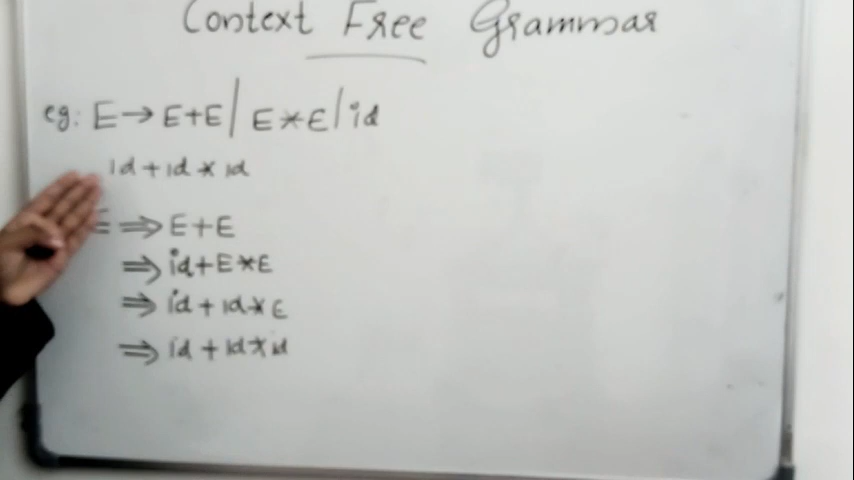 Context Free Grammar
eg: E → E+E | E*E | id
id + id * id
E ⇒ E+E
⇒ id+E*E
⇒ id + id * E
⇒ id + id * id